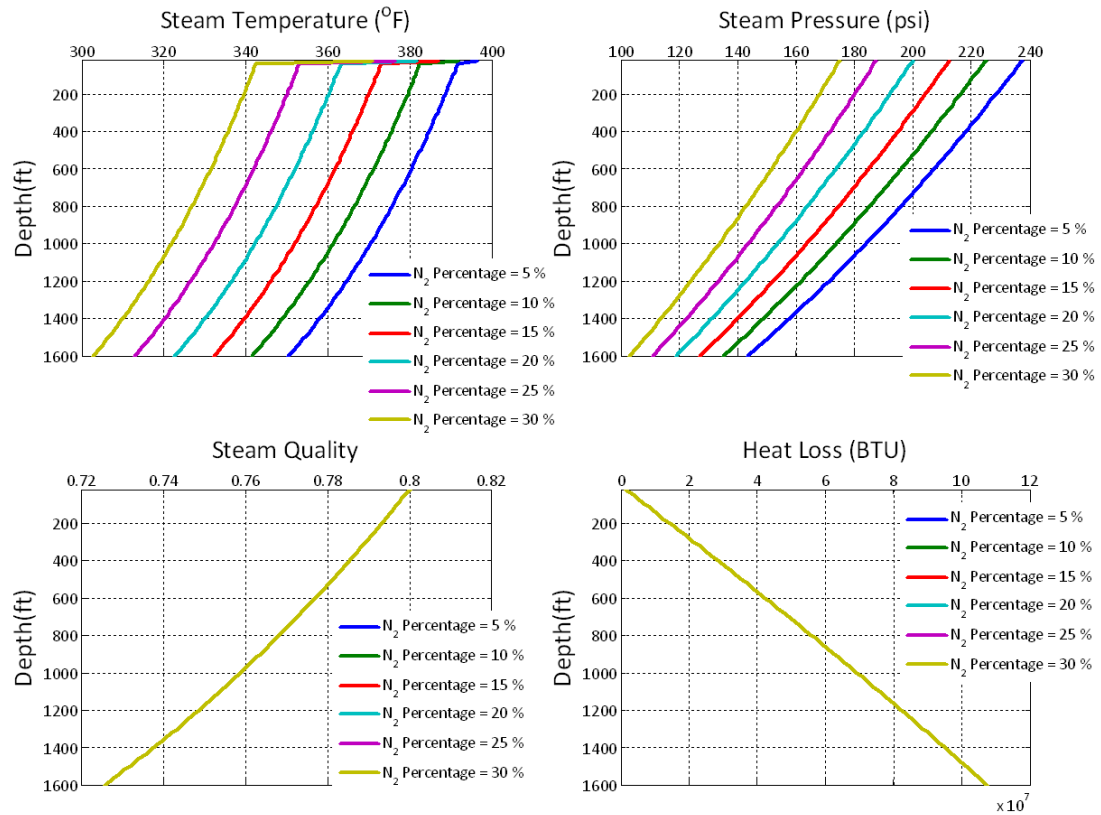 Steam Temperature (°F)
300 320 340 360 380 400
Depth(ft)
200
400
600
800
1000
1200
1400
1600
N2 Percentage = 5 %
N2 Percentage = 10 %
N2 Percentage = 15 %
N2 Percentage = 20 %
N2 Percentage = 25 %
N2 Percentage = 30 %
Steam Pressure (psi)
100 120 140 160 180 200 220 240
Depth(ft)
200
400
600
800
1000
1200
1400
1600
N2 Percentage = 5 %
N2 Percentage = 10 %
N2 Percentage = 15 %
N2 Percentage = 20 %
N2 Percentage = 25 %
N2 Percentage = 30 %
Steam Quality
0.72 0.74 0.76 0.78 0.8 0.82
Depth(ft)
200
400
600
800
1000
1200
1400
1600
N2 Percentage = 5 %
N2 Percentage = 10 %
N2 Percentage = 15 %
N2 Percentage = 20 %
N2 Percentage = 25 %
N2 Percentage = 30 %
Heat Loss (BTU)
0 2 4 6 8 10 12
Depth(ft)
200
400
600
800
1000
1200
1400
1600
N2 Percentage = 5 %
N2 Percentage = 10 %
N2 Percentage = 15 %
N2 Percentage = 20 %
N2 Percentage = 25 %
N2 Percentage = 30 %
x 10^7